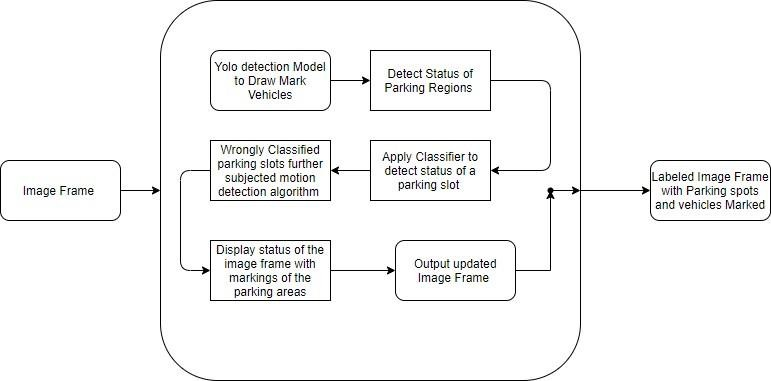 Yolo detection Model
to Draw Mark
Vehicles
Detect Status of
Parking Regions
Wrongly Classified
parking slots further
subjected motion
detection algorithm
Apply Classifier to
detect status of a
parking slot
Image Frame
Labeled Image Frame
with Parking spots
and vehicles Marked
Display status of the
image frame with
markings of the
parking areas
Output updated
Image Frame